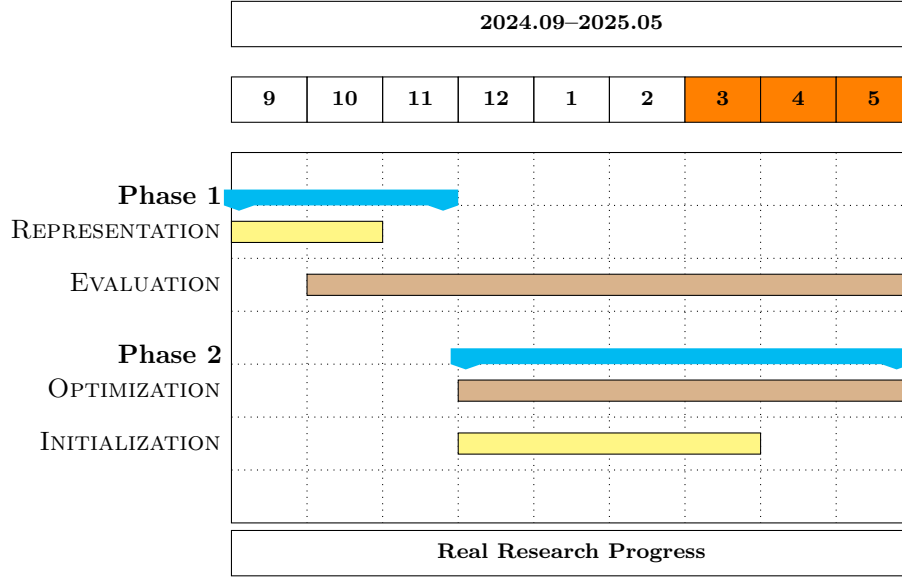 2024.09–2025.05
9 10 11 12 1 2 3 4 5
Phase 1
REPRESENTATION
EVALUATION
Phase 2
OPTIMIZATION
INITIALIZATION
Real Research Progress